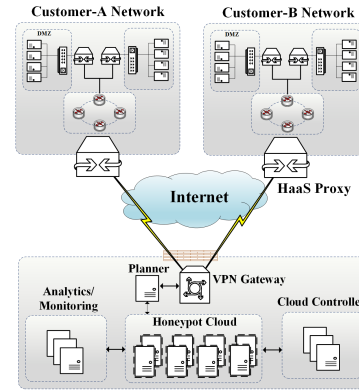 Customer-A Network
Customer-B Network
DMZ
DMZ
Internet
HaaS Proxy
Planner
VPN Gateway
Analytics/
Monitoring
Honeypot Cloud
Cloud Controlle